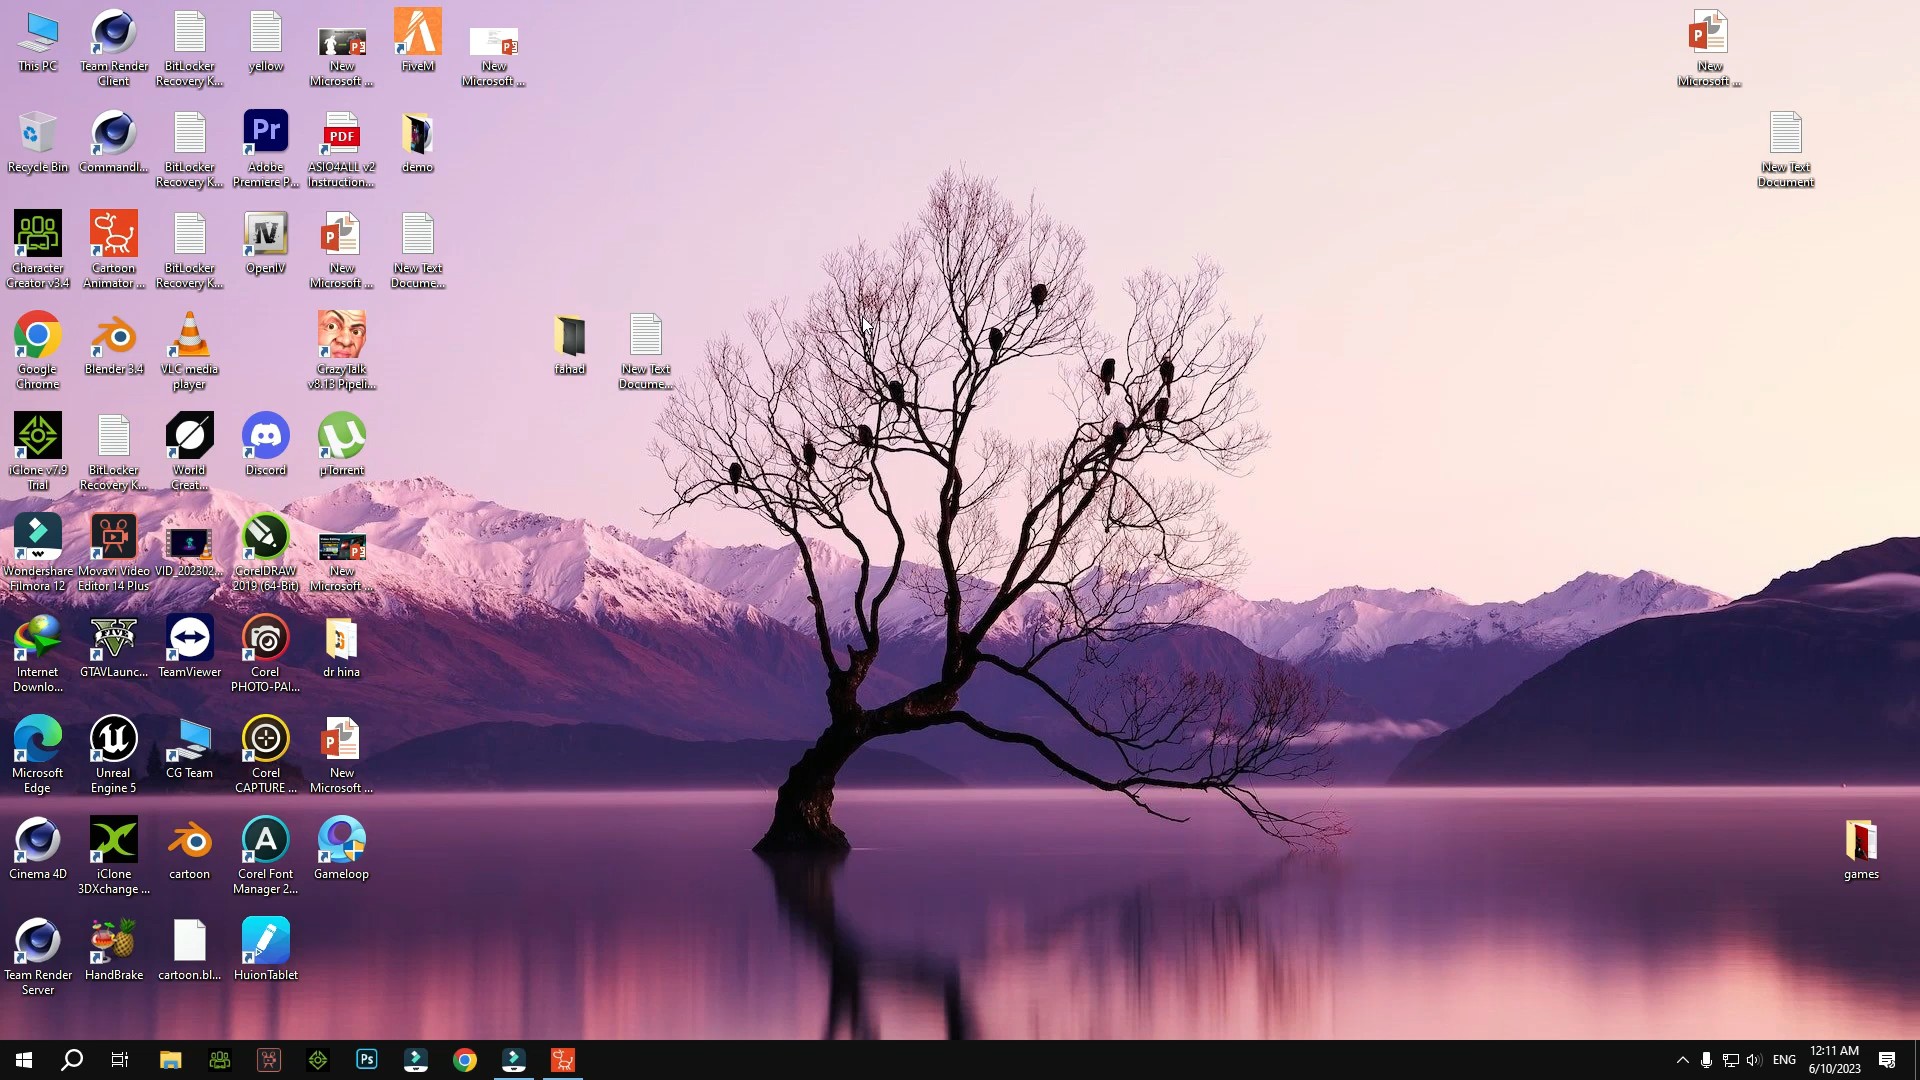 This PC
Team Render
Client
BitLocker
Recovery K...
yellow
New
Microsoft ...
FiveM
New
Microsoft ...
New
Microsoft ...
Recycle Bin
Commandl...
BitLocker
Recovery K...
Pr
Adobe
Premiere P...
PDF
ASIO4ALL v2
Instruction...
demo
New Text
Document
Character
Creator v3.4
Cartoon
Animator ...
BitLocker
Recovery K...
OpenIV
New
Microsoft ...
New Text
Docume...
Google
Chrome
Blender 3.4
VLC media
player
CrazyTalk
v8.13 Pipeli...
fahad
New Text
Docume...
iClone v7.9
Trial
BitLocker
Recovery K...
World
Creat...
Discord
µTorrent
Wondershare
Filmora 12
Movavi Video
Editor 14 Plus
VID_202302...
CorelDRAW
2019 (64-Bit)
New
Microsoft ...
Internet
Downlo...
GTAVLaunc...
TeamViewer
Corel
PHOTO-PAI...
dr hina
Microsoft
Edge
Unreal
Engine 5
CG Team
Corel
CAPTURE ...
New
Microsoft ...
Cinema 4D
iClone
3DXchange ...
cartoon
Corel Font
Manager 2...
Gameloop
games
Team Render
Server
HandBrake
cartoon.bl...
HuionTablet
Ps
ENG
12:11 AM
6/10/2023